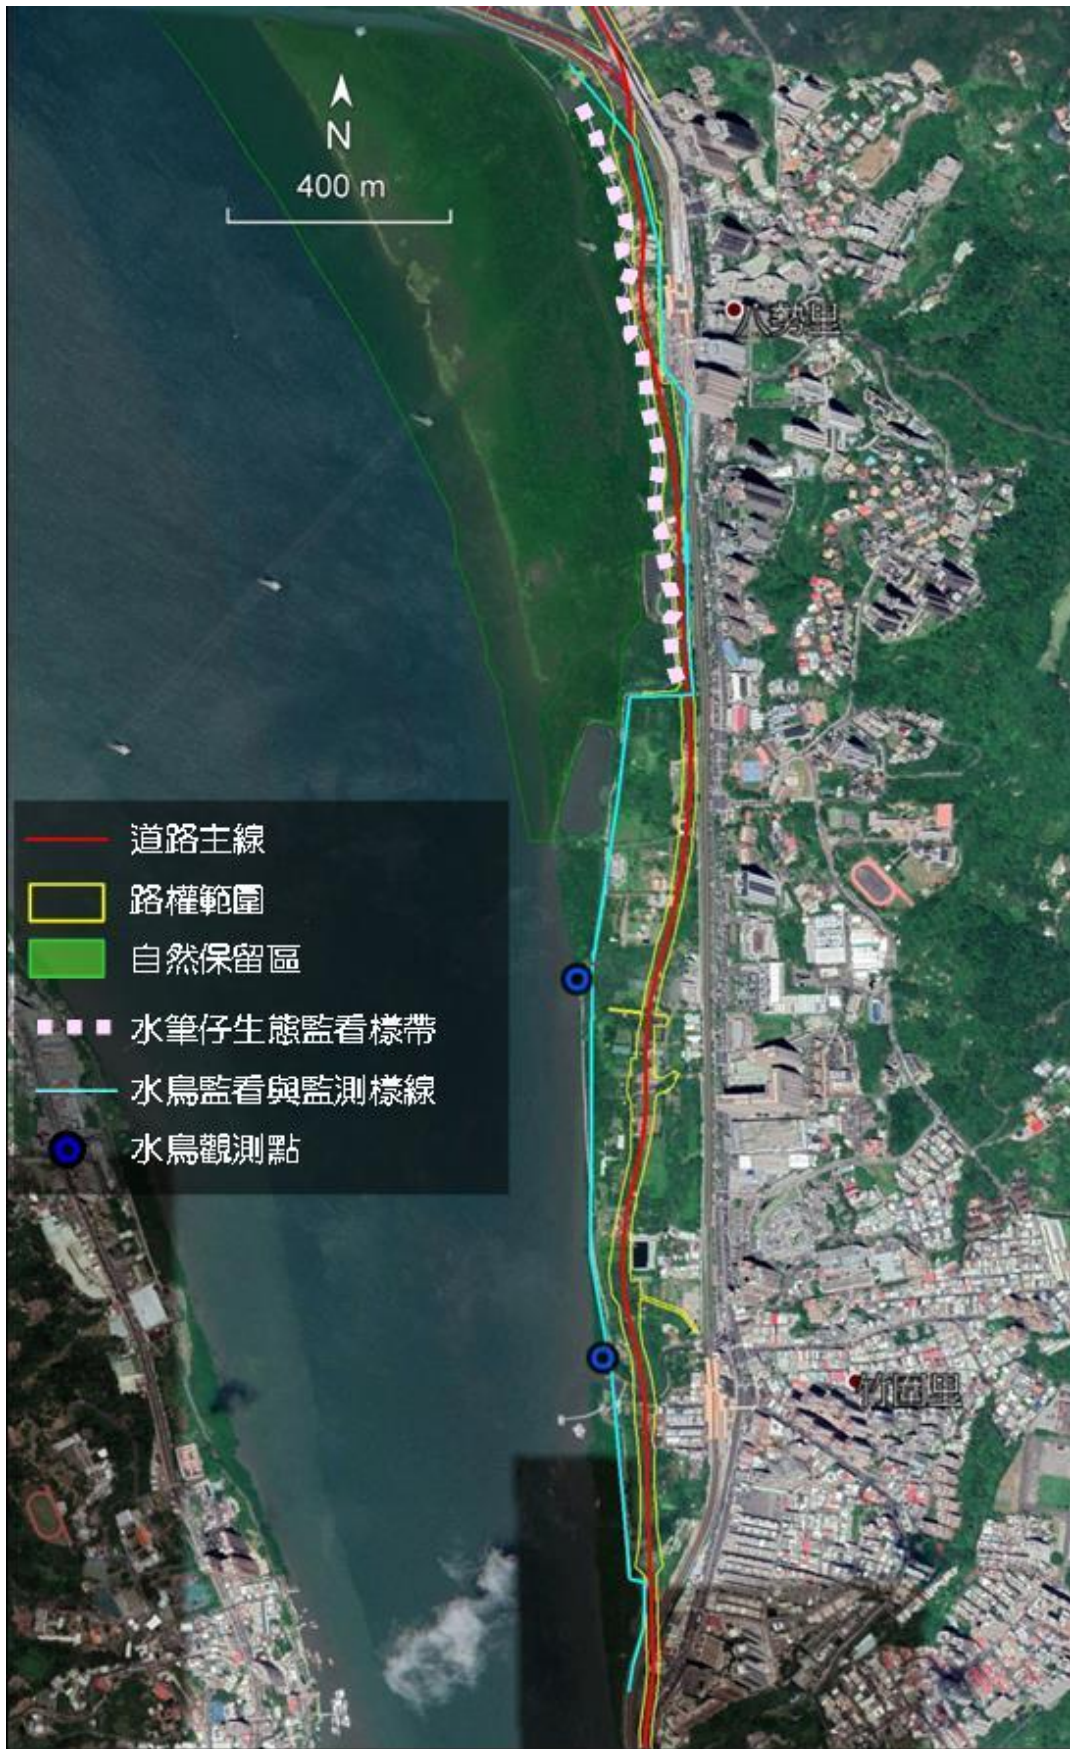 N
400 m
八勢里
道路主線
路權範圍
自然保留區
水筆仔生態監看樣帶
水鳥監看與監測樣線
水鳥觀測點
竹圍里